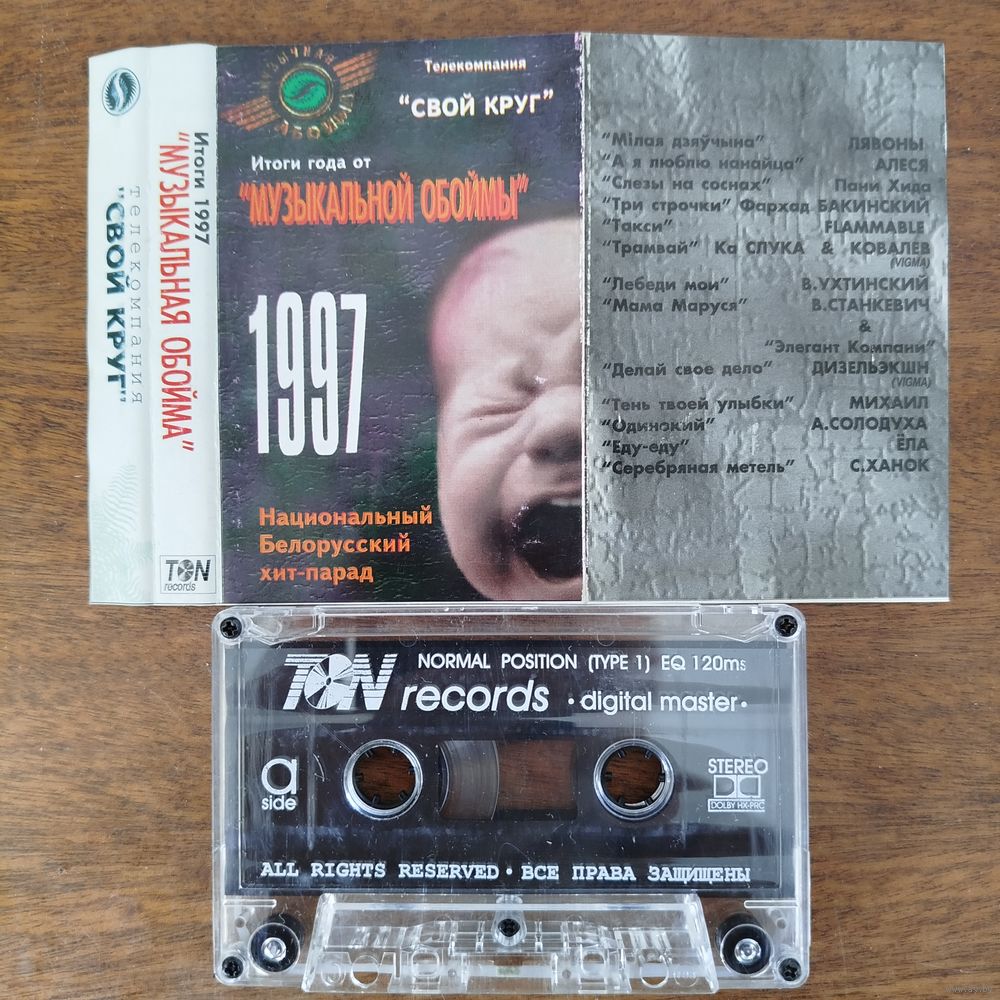 Итоги 1997
"МУЗЫКАЛЬНАЯ ОБОЙМА"
телекомпания
"СВОЙ КРУГ"
TON
records
Телекомпания
"СВОЙ КРУГ"
Итоги года от
"МУЗЫКАЛЬНОЙ ОБОЙМЫ"
1997
Национальный
Белорусский
хит-парад
"Мілая дзяўчына" ЛЯВОНЫ
"А я люблю нанайца" АЛЕСЯ
"Слезы на соснах" Пани Хида
"Три строчки" Фархад БАКИНСКИЙ
"Такси" FLAMMABLE
"Трамвай" Ка СЛУКА & КОВАЛЕВ
(VIGMA)
"Лебеди мои" В.УХТИНСКИЙ
"Мама Маруся" В.СТАНКЕВИЧ
&
"Элегант Компани"
"Делай свое дело" ДИЗЕЛЬЭКШН
(VIGMA)
"Тень твоей улыбки" МИХАИЛ
"Одинокий" А.СОЛОДУХА
"Еду-еду" ЁЛА
"Серебряная метель" С.ХАНОК
TON records
NORMAL POSITION (TYPE 1) EQ 120ms
• digital master •
a
side
STEREO
DOLBY HX-PRC
ALL RIGHTS RESERVED • ВСЕ ПРАВА ЗАЩИЩЕНЫ